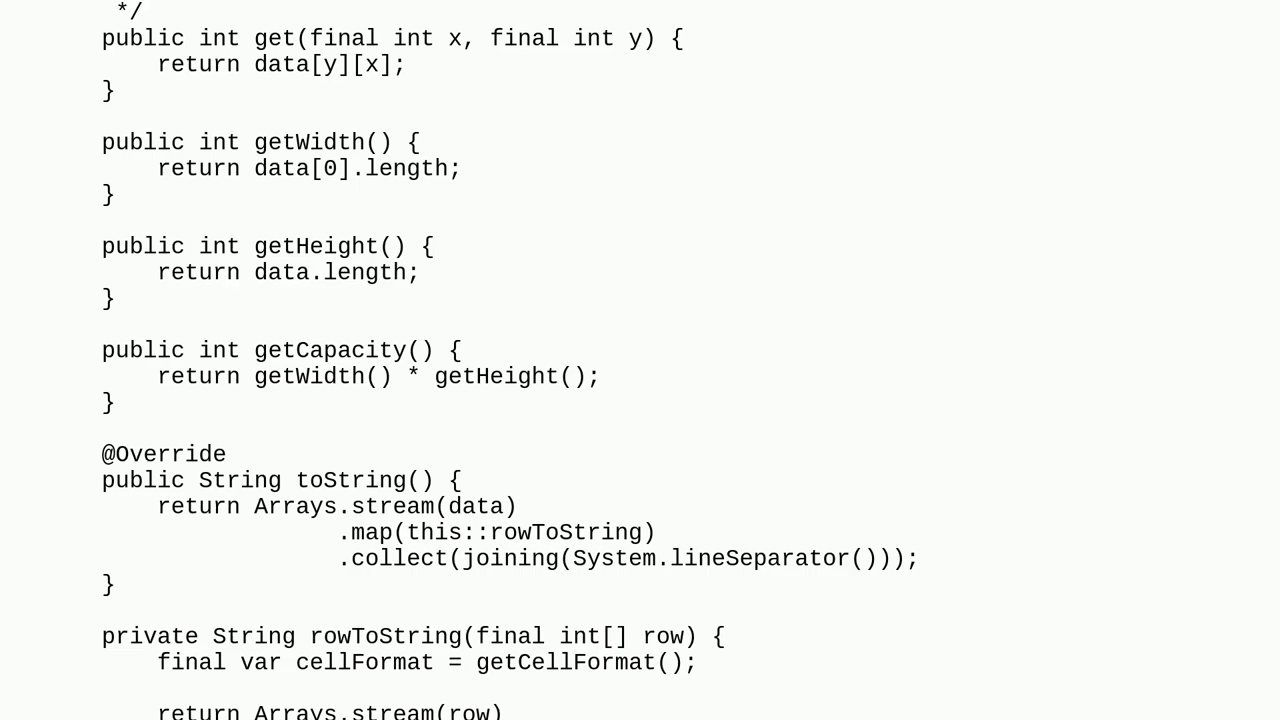 */
public int get(final int x, final int y) {
    return data[y][x];
}

public int getWidth() {
    return data[0].length;
}

public int getHeight() {
    return data.length;
}

public int getCapacity() {
    return getWidth() * getHeight();
}

@Override
public String toString() {
    return Arrays.stream(data)
                 .map(this::rowToString)
                 .collect(joining(System.lineSeparator()));
}

private String rowToString(final int[] row) {
    final var cellFormat = getCellFormat();

    return Arrays.stream(row)